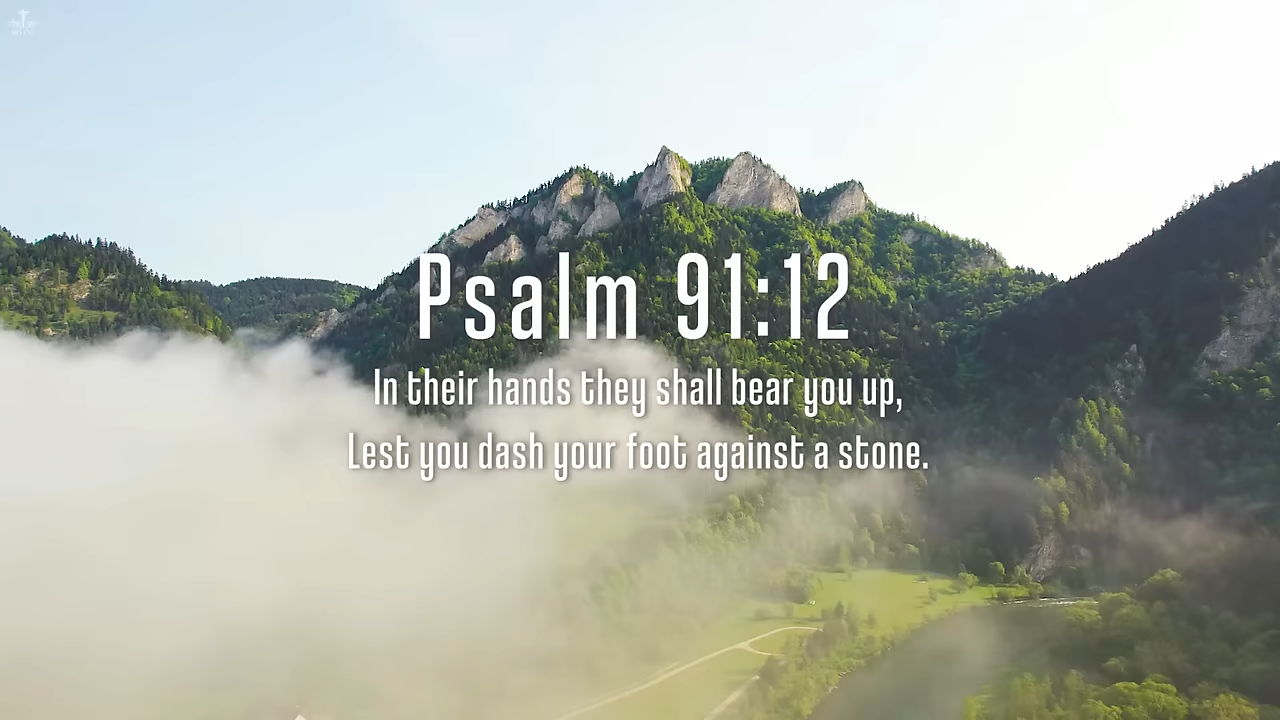 Psalm 91:12
In their hands they shall bear you up,
Lest you dash your foot against a stone.